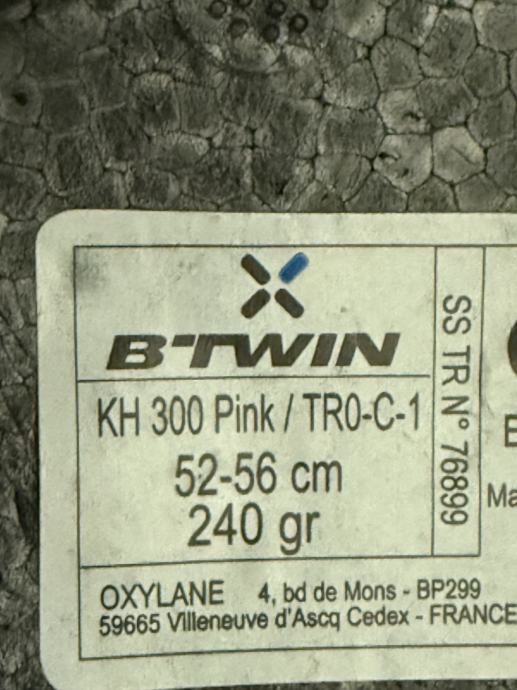 B'TWIN
KH 300 Pink / TR0-C-1
52-56 cm
240 gr
SS TR N° 76899
OXYLANE 4, bd de Mons - BP299
59665 Villeneuve d'Ascq Cedex - FRANCE